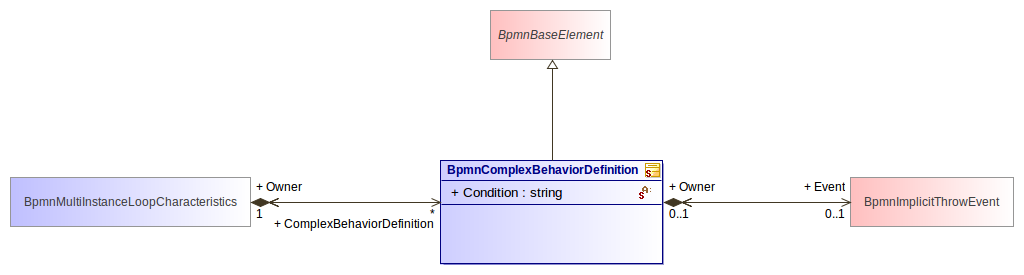 BpmnBaseElement
BpmnComplexBehaviorDefinition
+ Condition : string
BpmnMultiInstanceLoopCharacteristics
+ Owner
1
*
+ ComplexBehaviorDefinition
+ Owner
0..1
+ Event
0..1
BpmnImplicitThrowEvent